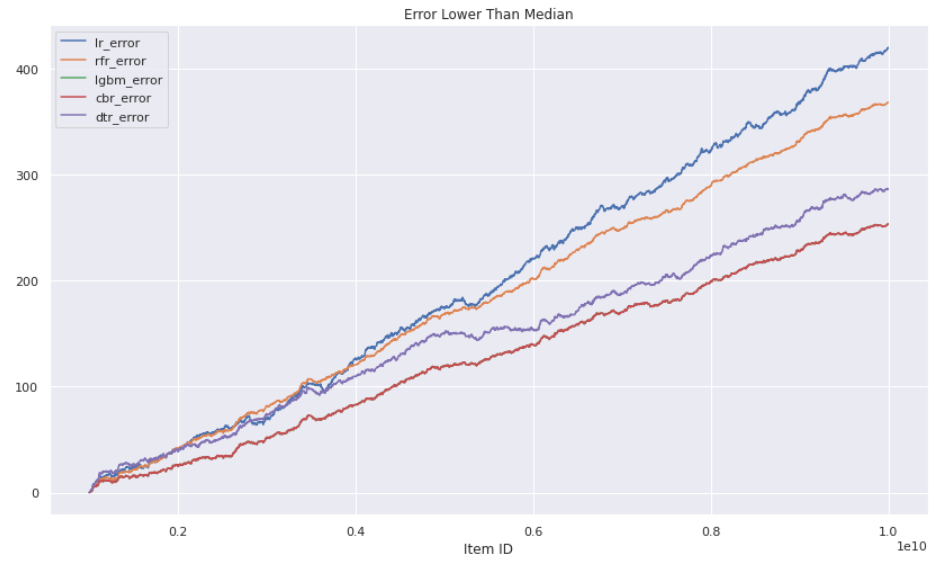 Error Lower Than Median
lr_error
rfr_error
lgbm_error
cbr_error
dtr_error
400
300
200
100
0
0.2 0.4 0.6 0.8 1.0
1e10
Item ID